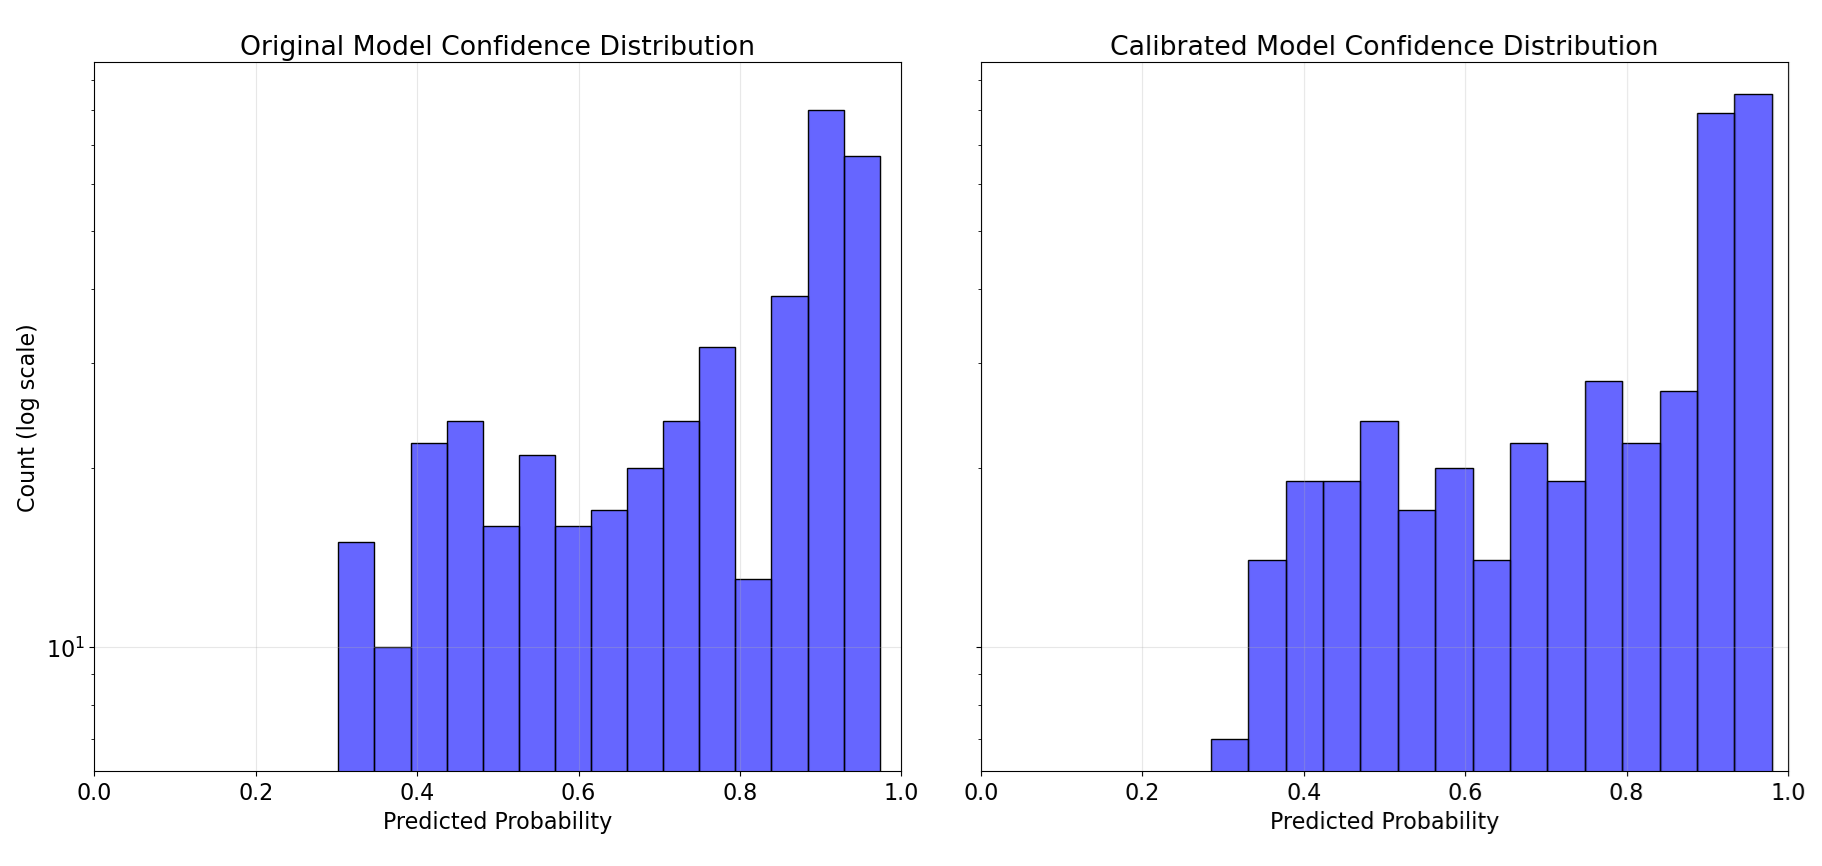 Original Model Confidence Distribution
Calibrated Model Confidence Distribution
Count (log scale)
10¹
0.0 0.2 0.4 0.6 0.8 1.0
0.0 0.2 0.4 0.6 0.8 1.0
Predicted Probability
Predicted Probability